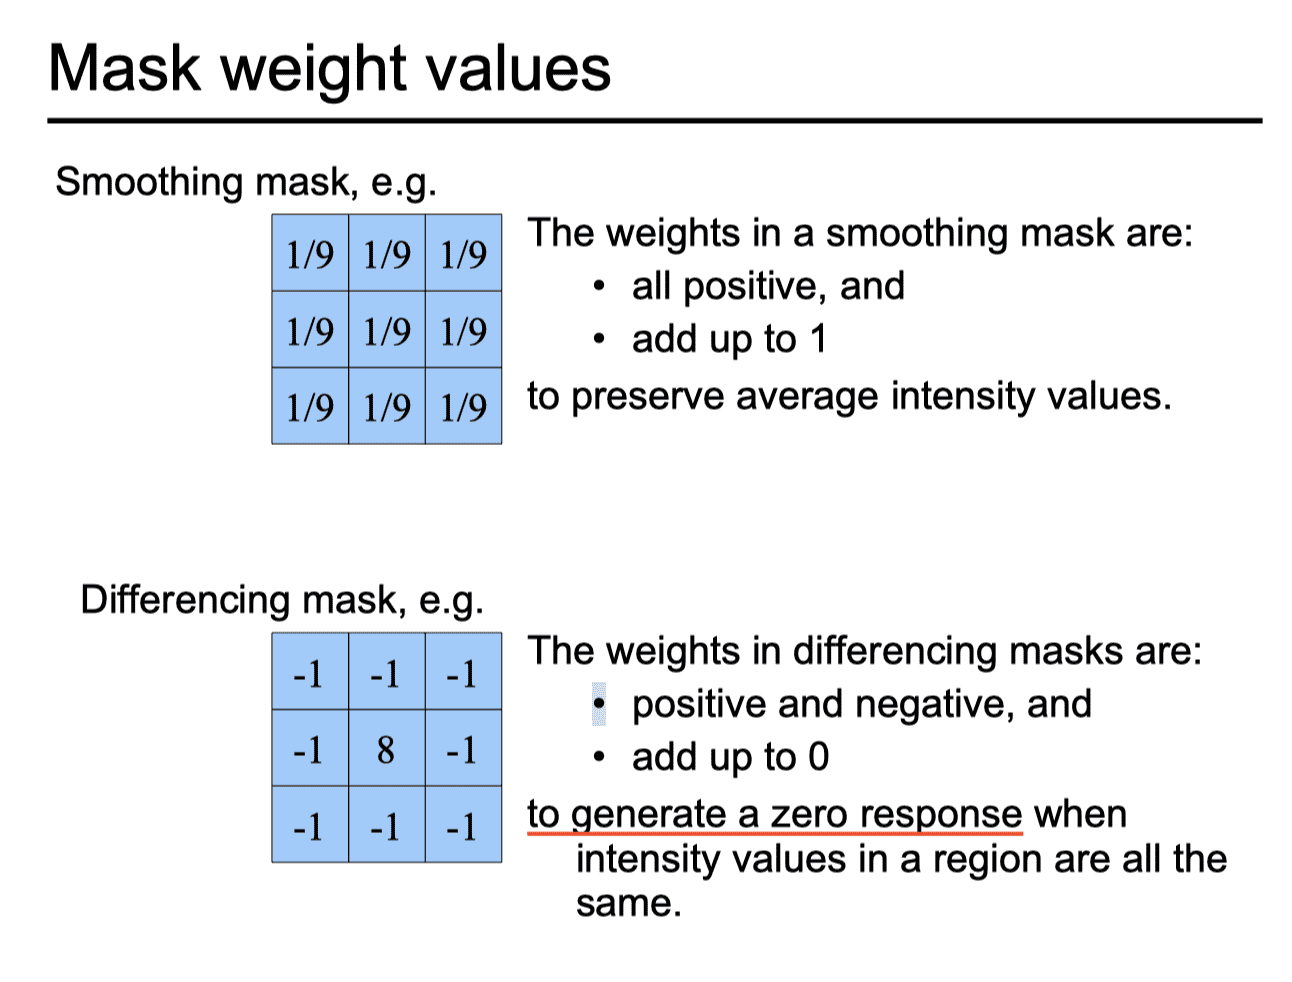 Mask weight values
Smoothing mask, e.g.
1/9 1/9 1/9
1/9 1/9 1/9
1/9 1/9 1/9
The weights in a smoothing mask are:
• all positive, and
• add up to 1
to preserve average intensity values.
Differencing mask, e.g.
-1 -1 -1
-1 8 -1
-1 -1 -1
The weights in differencing masks are:
• positive and negative, and
• add up to 0
to generate a zero response when
intensity values in a region are all the
same.